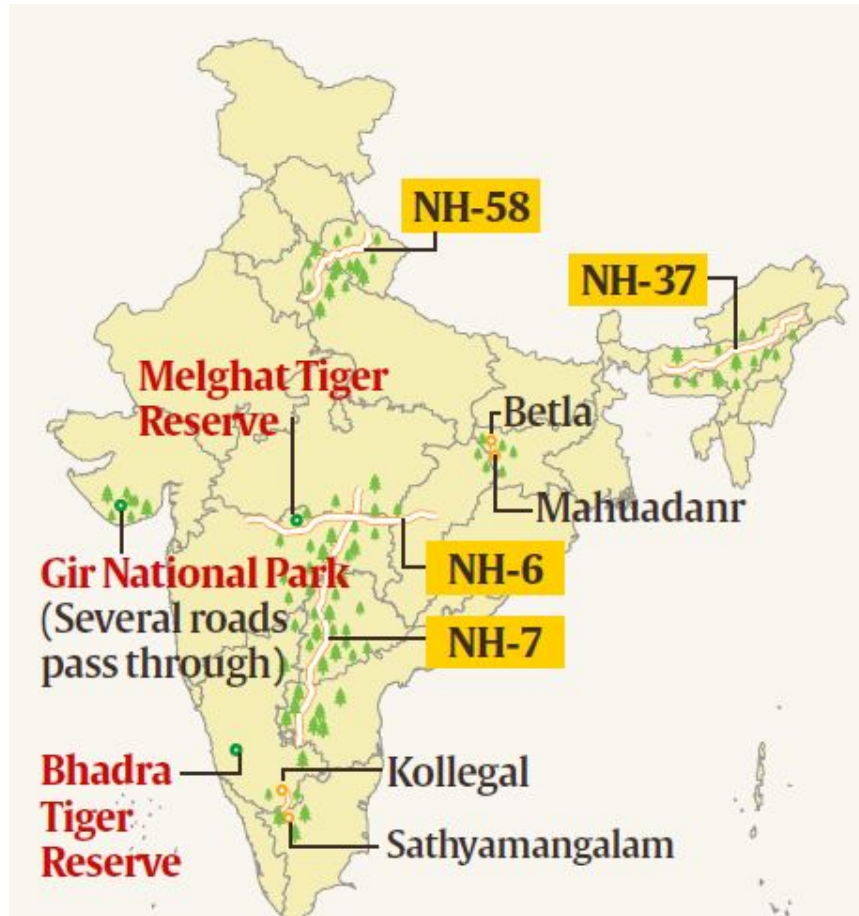 NH-58
NH-37
Melghat Tiger
Reserve
Betla
Mahuadanr
Gir National Park
(Several roads
pass through)
NH-6
NH-7
Bhadra
Tiger
Reserve
Kollegal
Sathyamangalam